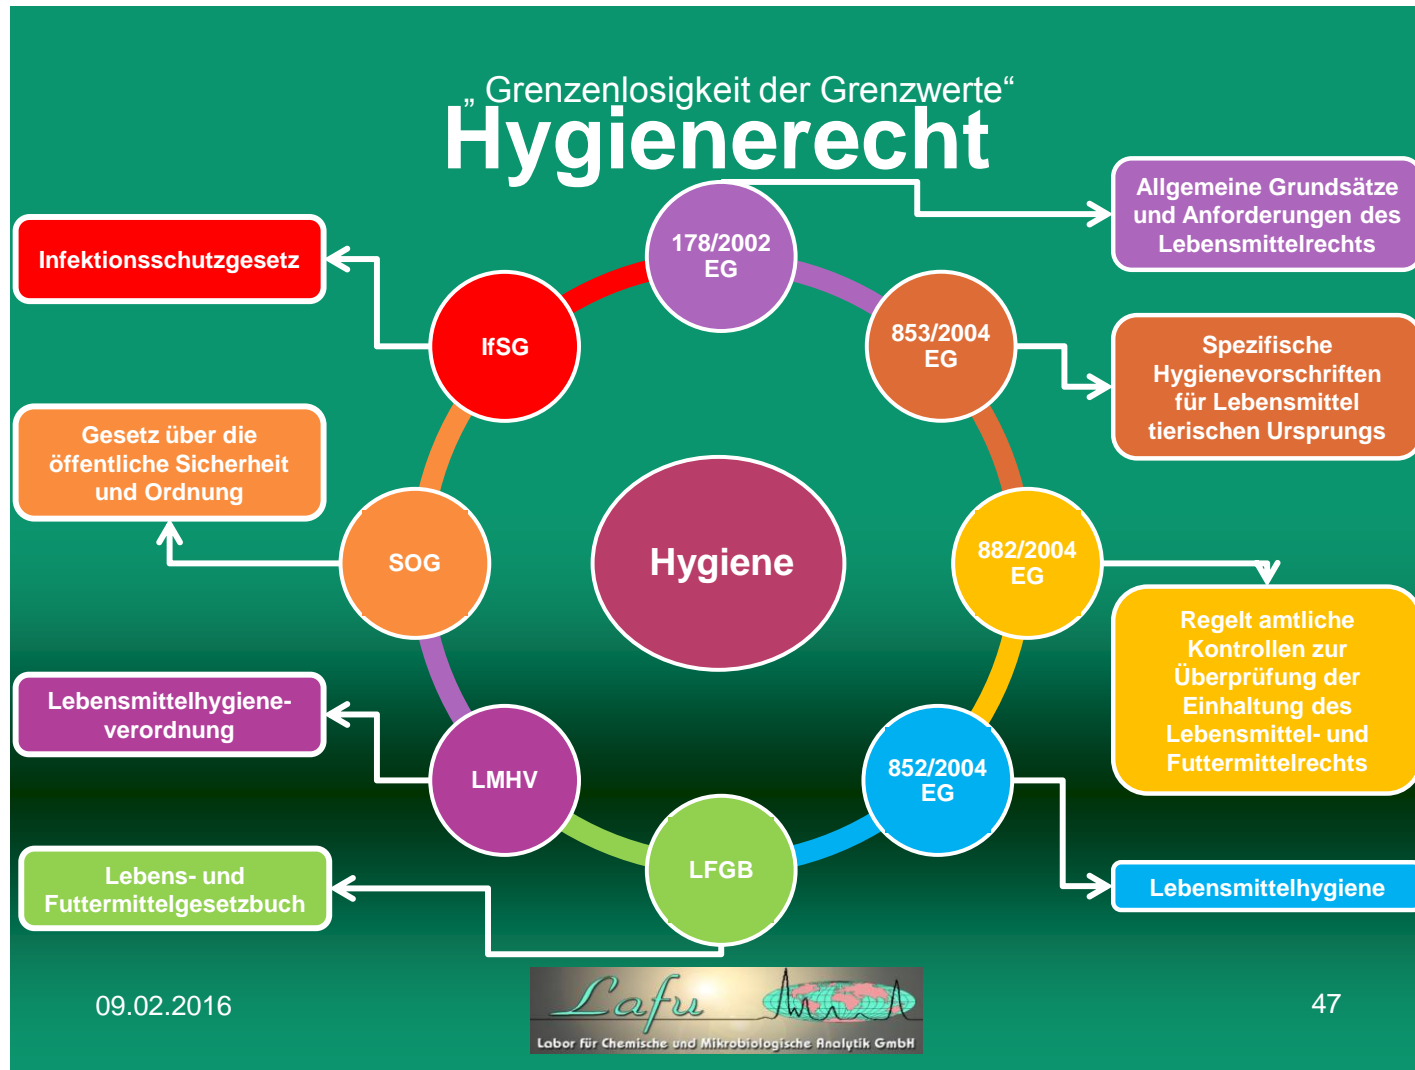 „ Grenzenlosigkeit der Grenzwerte“
Hygienerecht
178/2002
EG
Allgemeine Grundsätze
und Anforderungen des
Lebensmittelrechts
853/2004
EG
Spezifische
Hygienevorschriften
für Lebensmittel
tierischen Ursprungs
882/2004
EG
Regelt amtliche
Kontrollen zur
Überprüfung der
Einhaltung des
Lebensmittel- und
Futtermittelrechts
852/2004
EG
Lebensmittelhygiene
LFGB
Lebens- und
Futtermittelgesetzbuch
LMHV
Lebensmittelhygiene-
verordnung
SOG
Gesetz über die
öffentliche Sicherheit
und Ordnung
IfSG
Infektionsschutzgesetz
Hygiene
09.02.2016
Lafu
Labor für Chemische und Mikrobiologische Analytik GmbH
47